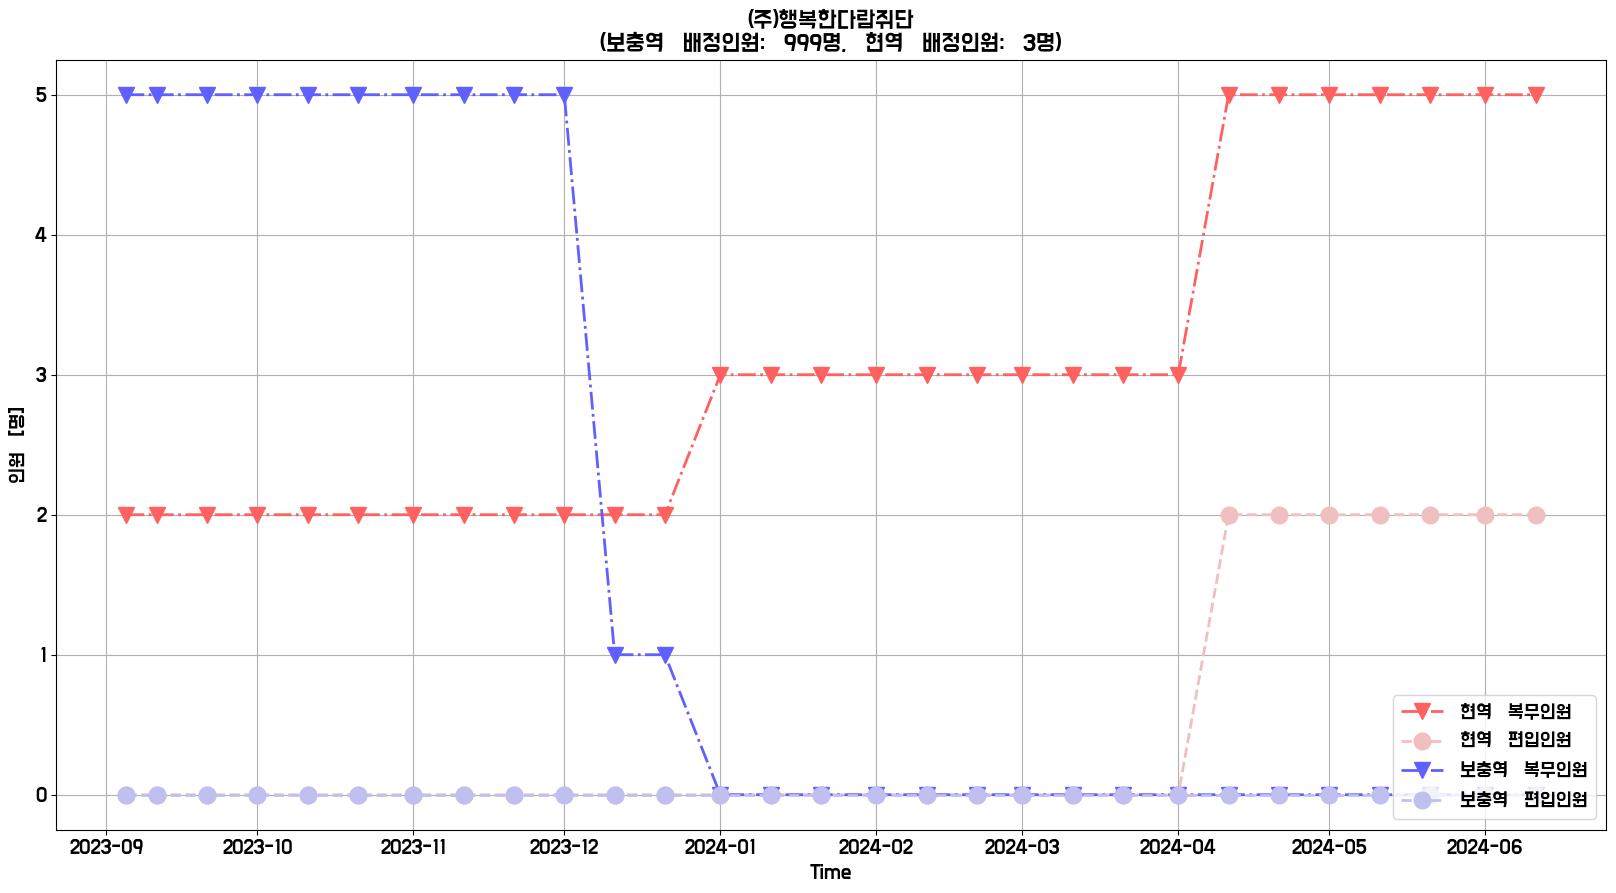 (주)행복한다람쥐단
(보충역 배정인원: 999명, 현역 배정인원: 3명)
5
4
3
2
1
0
인원 [명]
현역 복무인원
현역 편입인원
보충역 복무인원
보충역 편입인원
2023-09 2023-10 2023-11 2023-12 2024-01 2024-02 2024-03 2024-04 2024-05 2024-06
Time